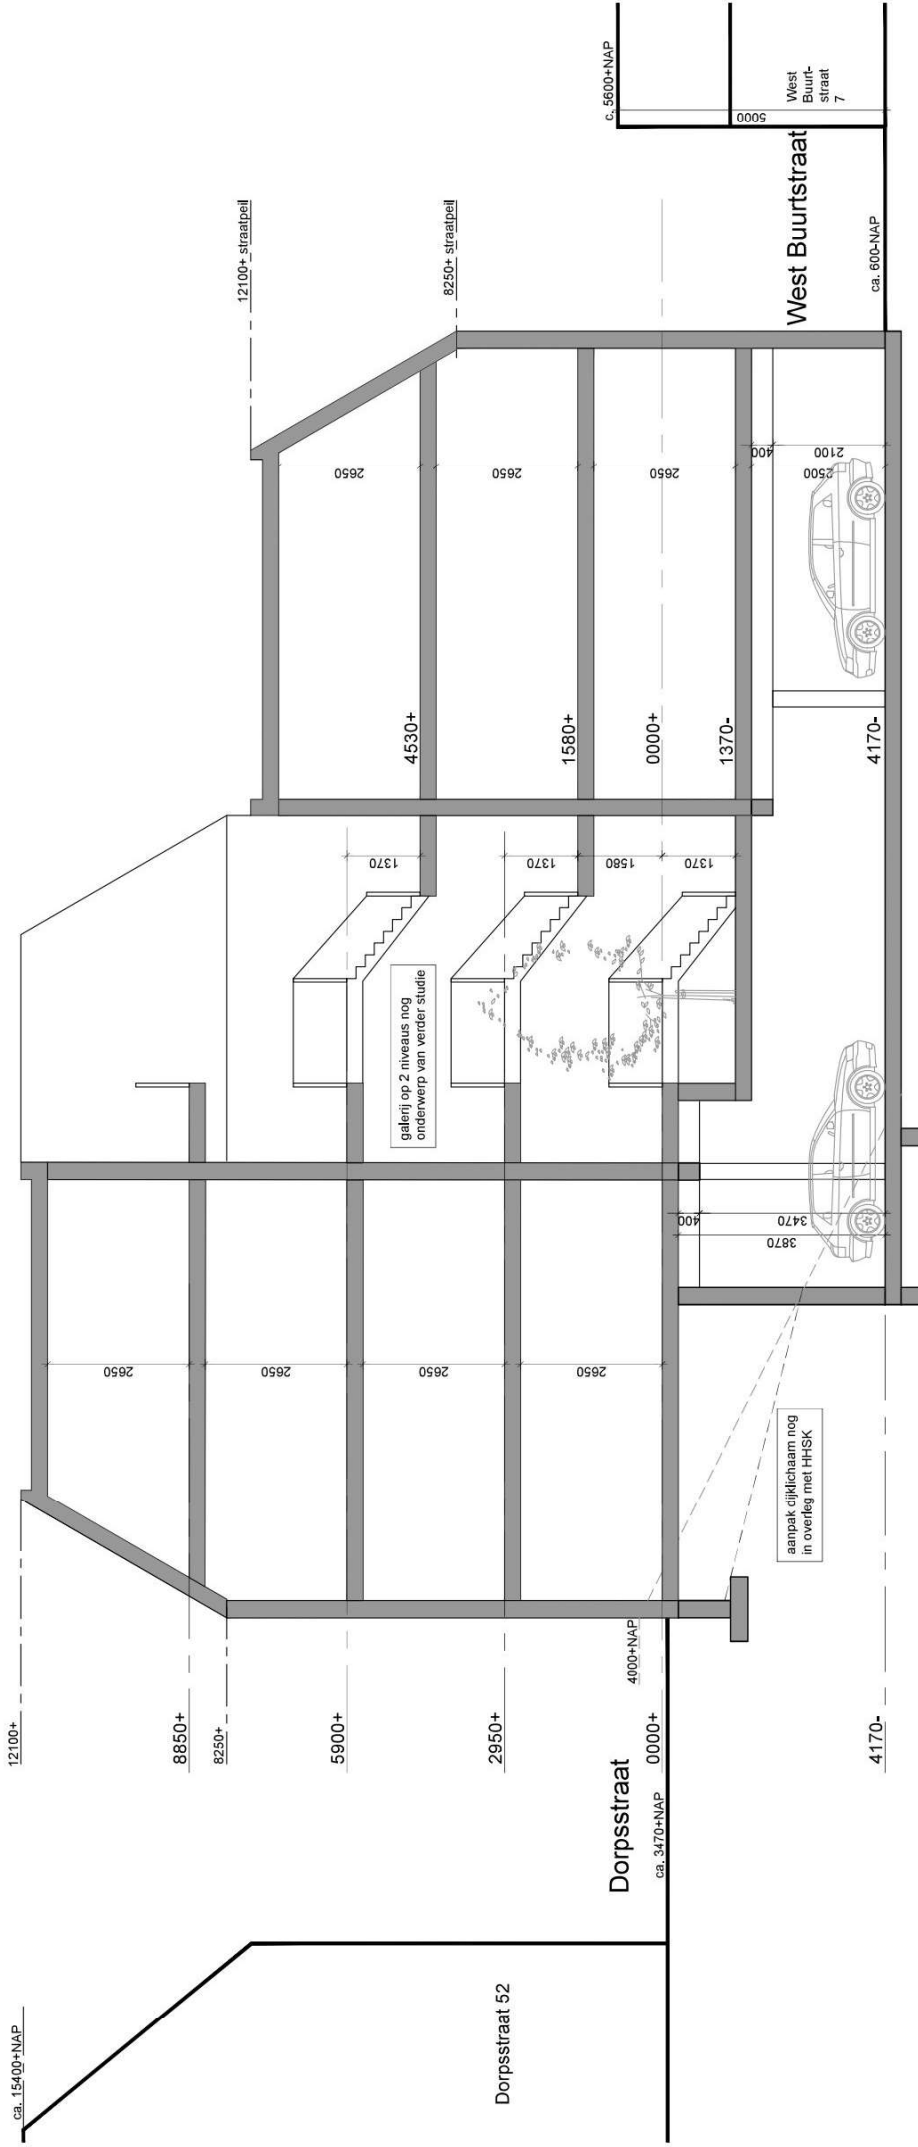 ca. 15400+NAP
Dorpsstraat 52
Dorpsstraat
ca. 3470+NAP
12100+
8850+
8250+
5900+
2950+
4000+NAP
0000+
4170-
2650
2650
2650
2650
aanpak dijklichaam nog
in overleg met HHSK
400
3470
3870
galerij op 2 niveaus nog
onderwerp van verder studie
1370
1370
1580
1370
4530+
1580+
0000+
1370-
4170-
2650
2650
2650
400
2100
2500
12100+ straatpeil
8250+ straatpeil
West Buurtstraat
ca. 600-NAP
c. 5600+NAP
5000
West
Buurt-
straat
7